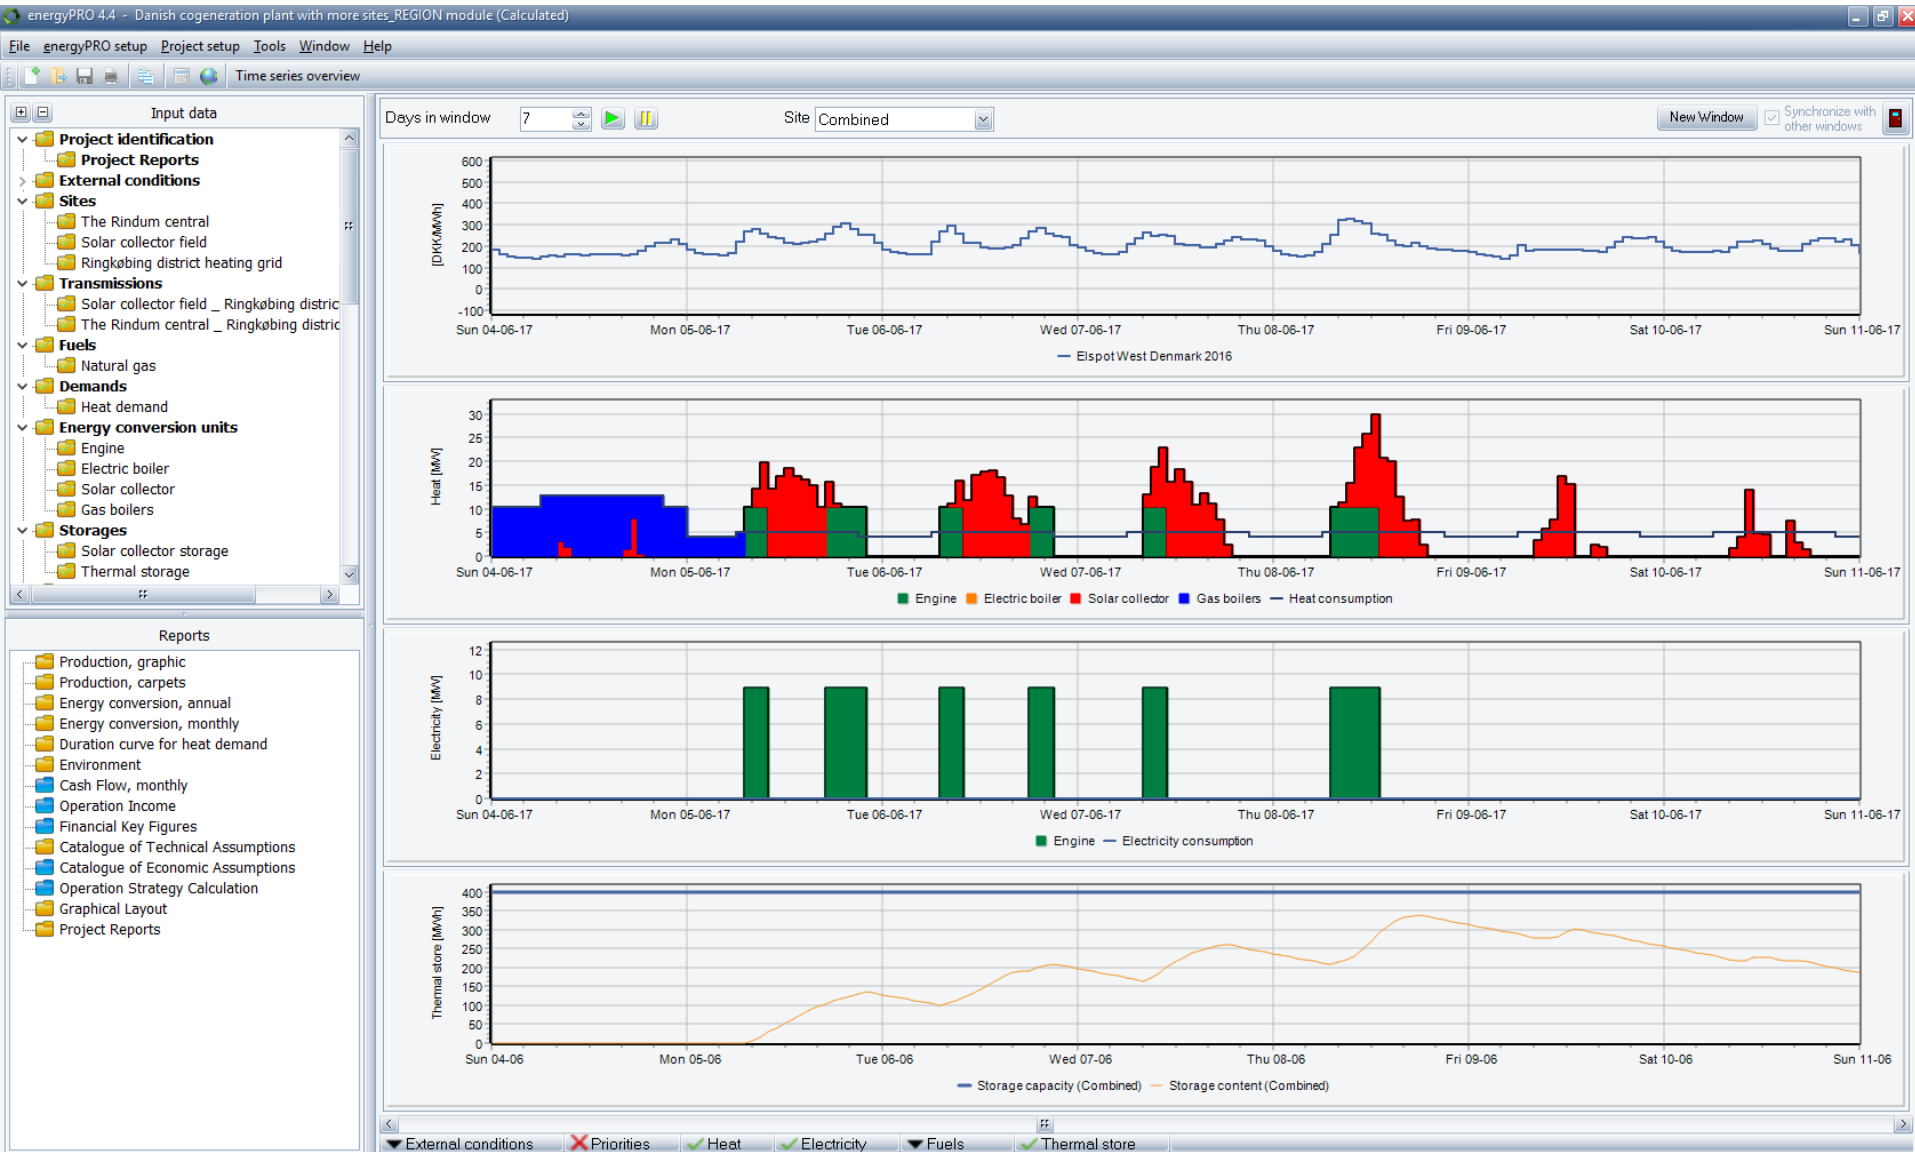 energyPRO 4.4 - Danish cogeneration plant with more sites_REGION module (Calculated)
File energyPRO setup Project setup Tools Window Help
Time series overview
Input data
Project identification
Project Reports
External conditions
Sites
The Rindum central
Solar collector field
Ringkøbing district heating grid
Transmissions
Solar collector field _ Ringkøbing distric
The Rindum central _ Ringkøbing distric
Fuels
Natural gas
Demands
Heat demand
Energy conversion units
Engine
Electric boiler
Solar collector
Gas boilers
Storages
Solar collector storage
Thermal storage
Reports
Production, graphic
Production, carpets
Energy conversion, annual
Energy conversion, monthly
Duration curve for heat demand
Environment
Cash Flow, monthly
Operation Income
Financial Key Figures
Catalogue of Technical Assumptions
Catalogue of Economic Assumptions
Operation Strategy Calculation
Graphical Layout
Project Reports
Days in window 7 Site Combined New Window Synchronize with
other windows
[DKK/MWh]
600
500
400
300
200
100
0
-100
Sun 04-06-17 Mon 05-06-17 Tue 06-06-17 Wed 07-06-17 Thu 08-06-17 Fri 09-06-17 Sat 10-06-17 Sun 11-06-17
Elspot West Denmark 2016
Heat [MW]
30
25
20
15
10
5
0
Sun 04-06-17 Mon 05-06-17 Tue 06-06-17 Wed 07-06-17 Thu 08-06-17 Fri 09-06-17 Sat 10-06-17 Sun 11-06-17
Engine Electric boiler Solar collector Gas boilers Heat consumption
Electricity [MW]
12
10
8
6
4
2
0
Sun 04-06-17 Mon 05-06-17 Tue 06-06-17 Wed 07-06-17 Thu 08-06-17 Fri 09-06-17 Sat 10-06-17 Sun 11-06-17
Engine Electricity consumption
Thermal store [MWh]
400
350
300
250
200
150
100
50
0
Sun 04-06 Mon 05-06 Tue 06-06 Wed 07-06 Thu 08-06 Fri 09-06 Sat 10-06 Sun 11-06
Storage capacity (Combined) Storage content (Combined)
External conditions Priorities Heat Electricity Fuels Thermal store